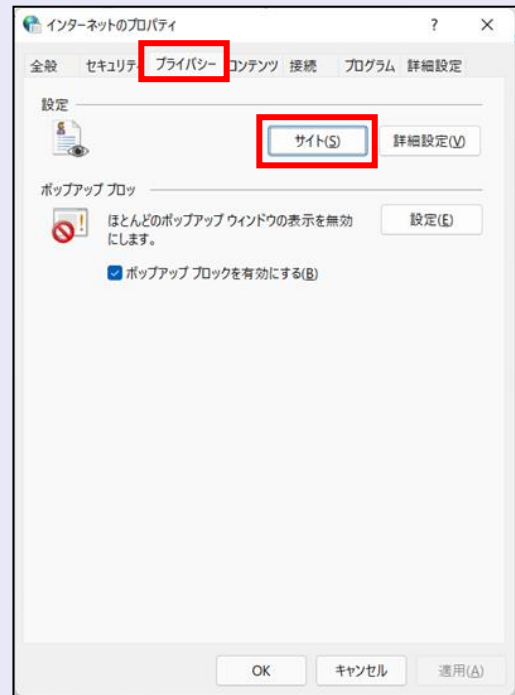 インターネットのプロパティ
?
全般 セキュリティ プライバシー コンテンツ 接続 プログラム 詳細設定
設定
サイト(S) 詳細設定(V)
ポップアップ ブロッ
ほとんどのポップアップ ウィンドウの表示を無効 設定(E)
にします。
ポップアップ ブロックを有効にする(B)
OK キャンセル 適用(A)